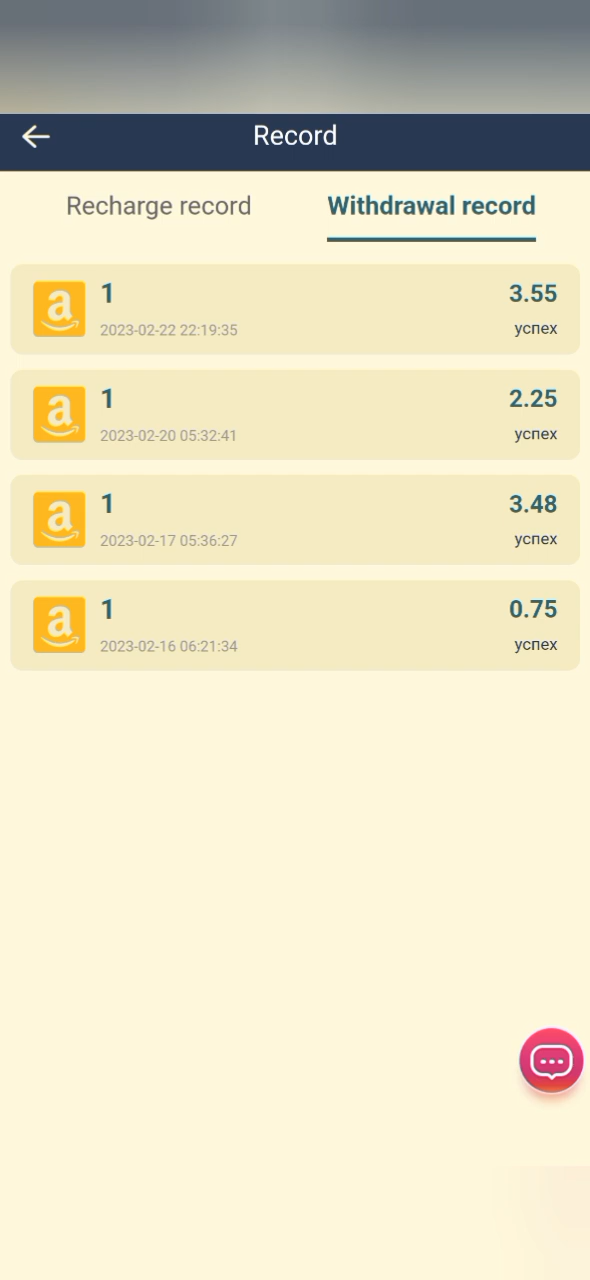 Record
Recharge record
Withdrawal record
1
3.55
2023-02-22 22:19:35
успех
1
2.25
2023-02-20 05:32:41
успех
1
3.48
2023-02-17 05:36:27
успех
1
0.75
2023-02-16 06:21:34
успех